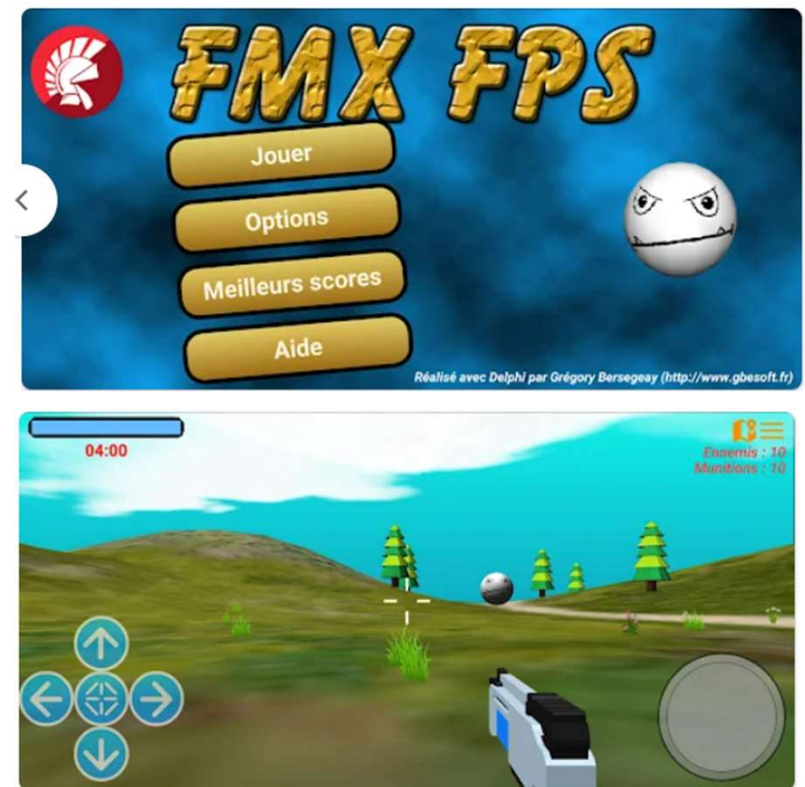 FMX FPS
Jouer
Options
Meilleurs scores
Aide
Réalisé avec Delphi par Grégory Bersegeay (http://www.gbesoft.fr)
04:00
Ennemis : 10
Munitions : 10